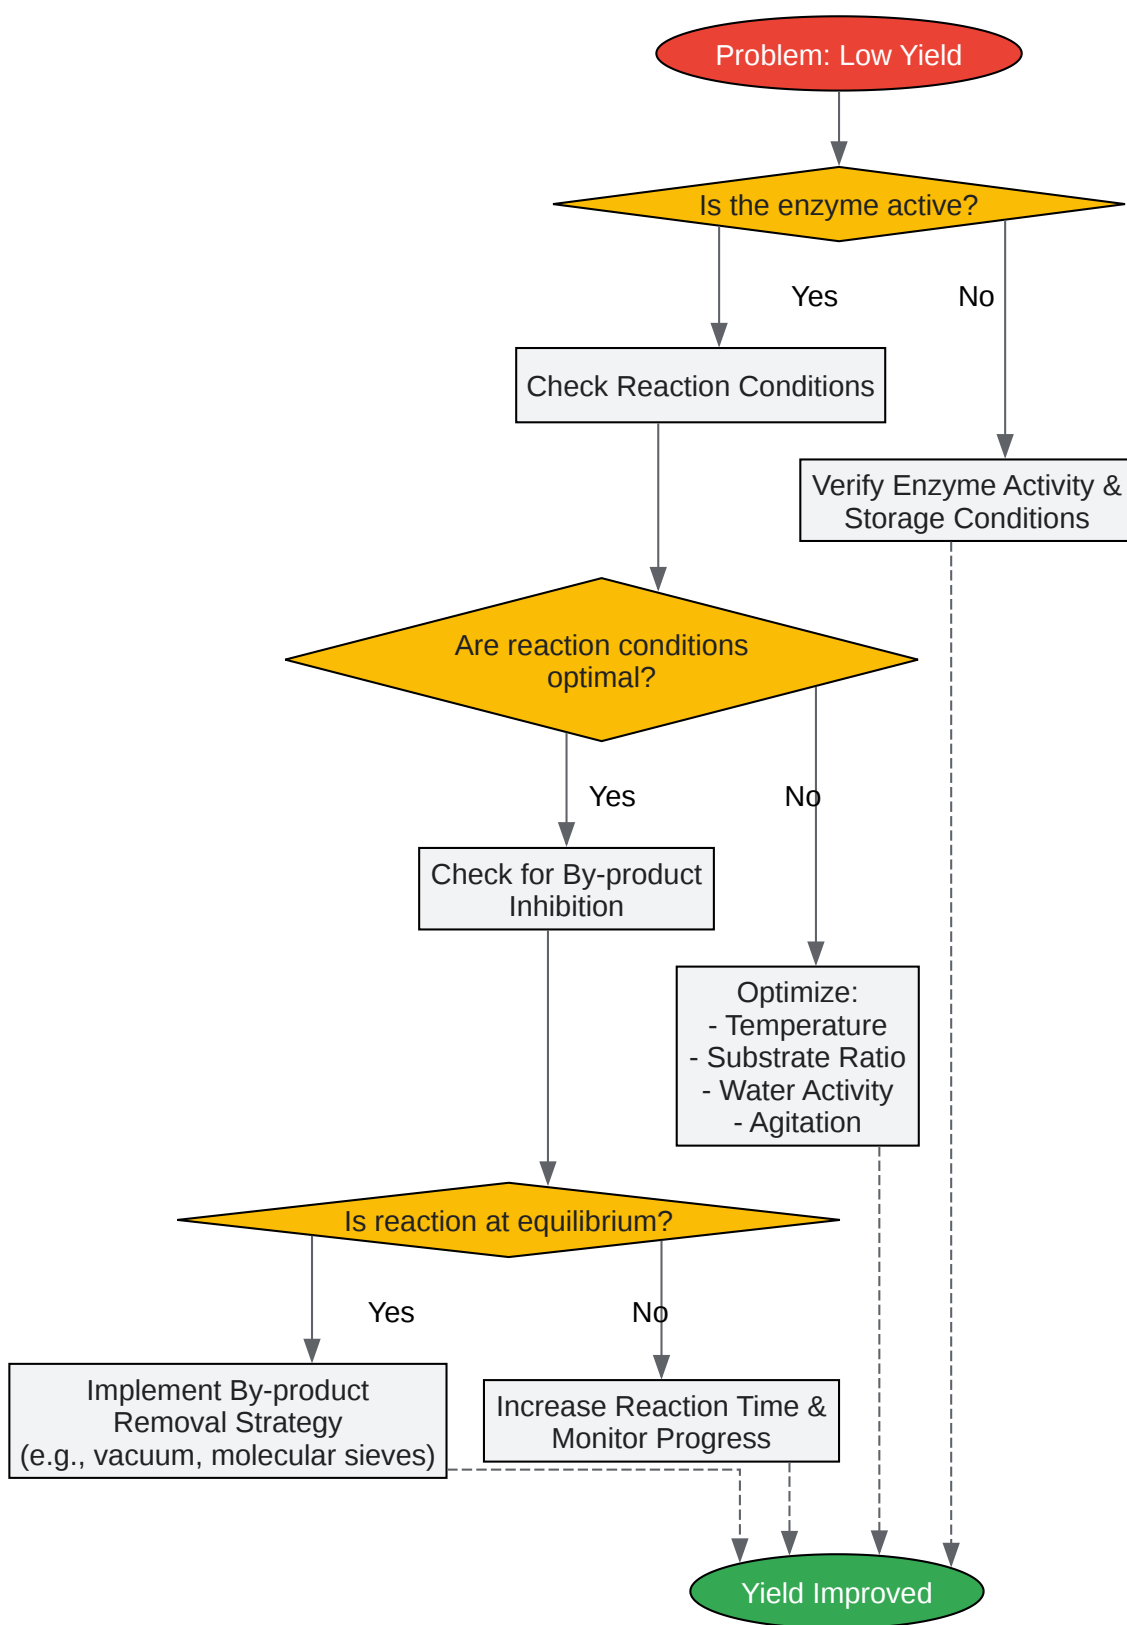 Problem: Low Yield
Is the enzyme active?
Yes
No
Check Reaction Conditions
Verify Enzyme Activity &
Storage Conditions
Are reaction conditions
optimal?
Yes
No
Check for By-product
Inhibition
Optimize:
- Temperature
- Substrate Ratio
- Water Activity
- Agitation
Is reaction at equilibrium?
Yes
No
Implement By-product
Removal Strategy
(e.g., vacuum, molecular sieves)
Increase Reaction Time &
Monitor Progress
Yield Improved